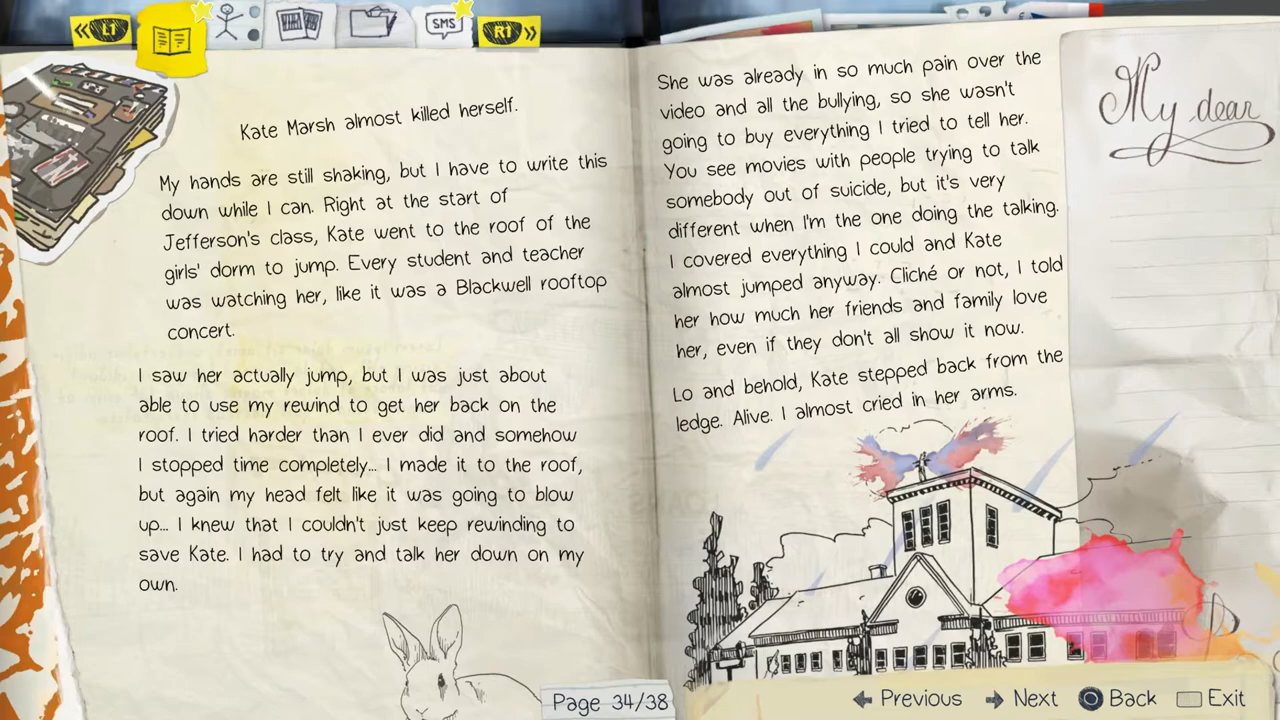 L1
SMS
R1
Kate Marsh almost killed herself.
My hands are still shaking, but I have to write this
down while I can. Right at the start of
Jefferson's class, Kate went to the roof of the
girls' dorm to jump. Every student and teacher
was watching her, like it was a Blackwell rooftop
concert.
I saw her actually jump, but I was just about
able to use my rewind to get her back on the
roof. I tried harder than I ever did and somehow
I stopped time completely... I made it to the roof,
but again my head felt like it was going to blow
up... I knew that I couldn't just keep rewinding to
save Kate. I had to try and talk her down on my
own.
She was already in so much pain over the
video and all the bullying, so she wasn't
going to buy everything I tried to tell her.
You see movies with people trying to talk
somebody out of suicide, but it's very
different when I'm the one doing the talking.
I covered everything I could and Kate
almost jumped anyway. Cliché or not, I told
her how much her friends and family love
her, even if they don't all show it now.
Lo and behold, Kate stepped back from the
ledge. Alive. I almost cried in her arms.
My dear
Page 34/38
Previous
Next
Back
Exit